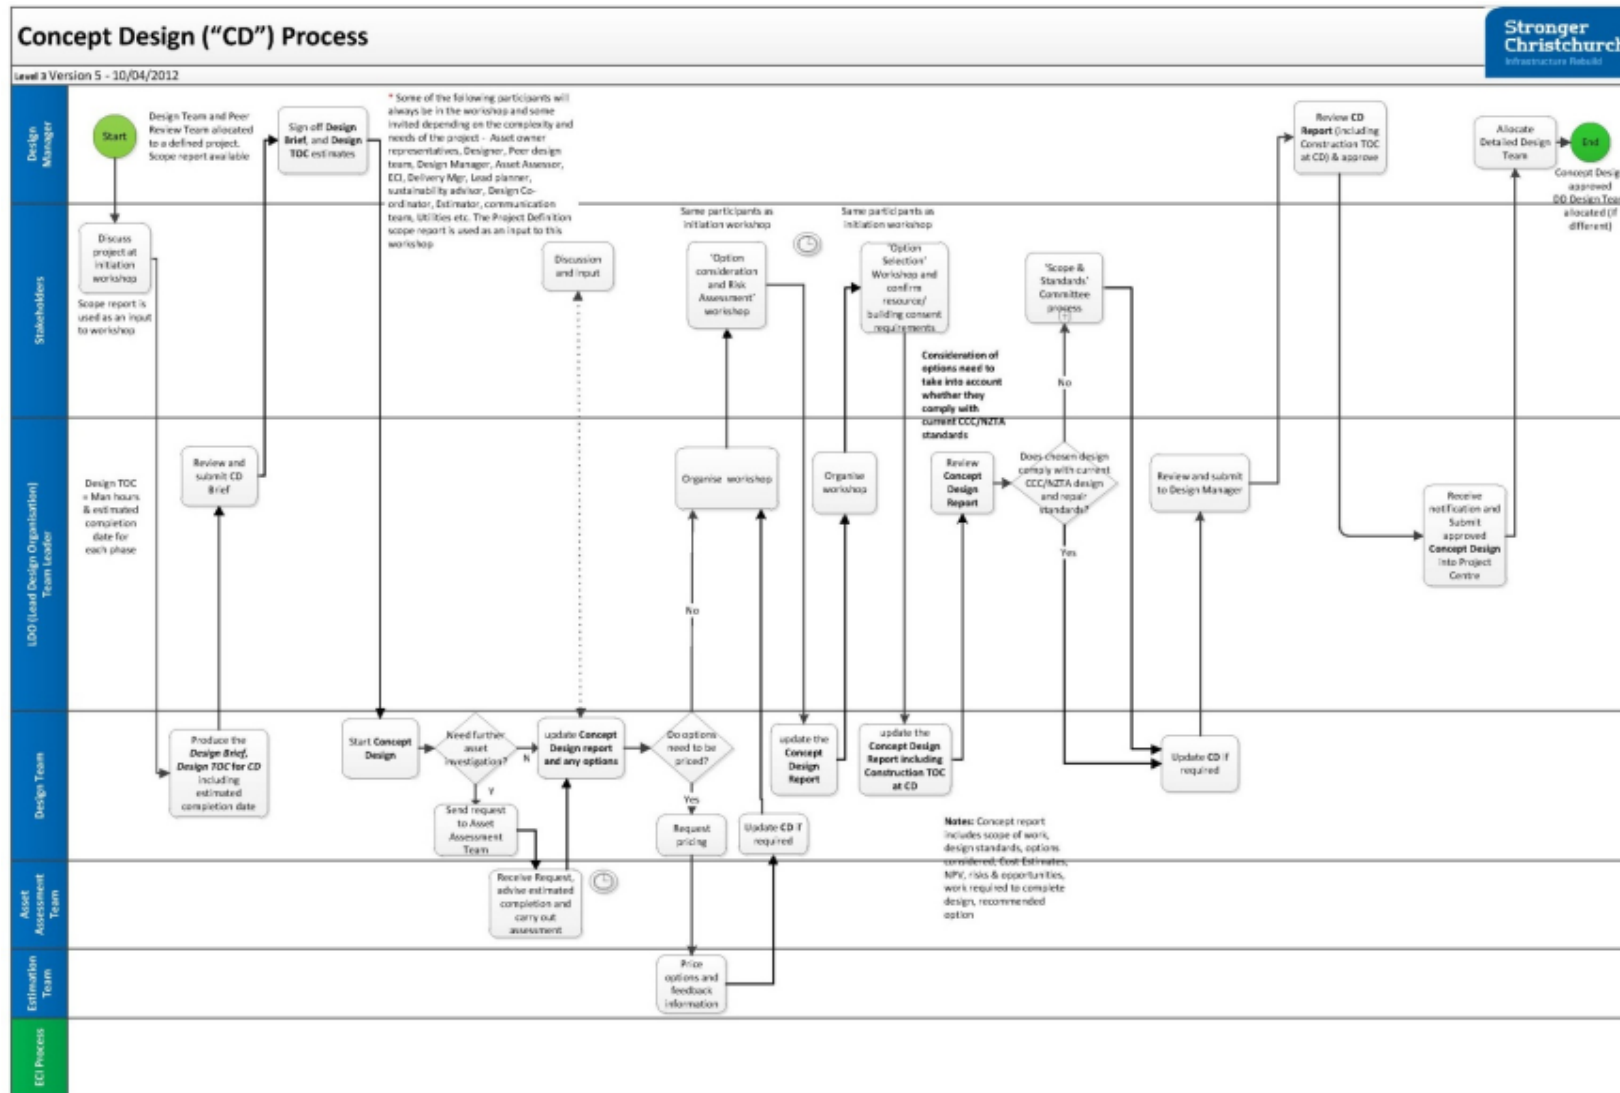 Concept Design (“CD”) Process
Stronger
Christchurch
Infrastructure Rebuild
Level 3 Version 5 - 10/04/2012
Design
Manager
Start
Design Team and Peer
Review Team allocated
to a defined project.
Scope report available
Sign off Design
Brief, and Design
TOC estimates
* Some of the following participants will
always be in the workshop and some
invited depending on the complexity and
needs of the project - Asset owner
representatives, Designer, Peer design
team, Design Manager, Asset Assessor,
ECI, Delivery Mgr, Lead planner,
sustainability advisor, Design Co-
ordinator, Estimator, communication
team, Utilities etc. The Project Definition
scope report is used as an input to this
workshop
Review CD
Report (including
Construction TOC
at CD) & approve
Allocate
Detailed Design
Team
End
Concept Design
approved
DD Design Team
allocated (if
different)
Stakeholders
Discuss
project at
initiation
workshop
Scope report is
used as an input
to workshop
Discussion
and input
Same participants as
initiation workshop
'Option
consideration
and Risk
Assessment'
workshop
Same participants as
initiation workshop
'Option
Selection'
Workshop and
confirm
resource/
building consent
requirements
Consideration of
options need to
take into account
whether they
comply with
current CCC/NZTA
standards
'Scope &
Standards'
Committee
process
No
LDO (Lead Design Organisation)
Team Leader
Design TOC
= Man hours
& estimated
completion
date for
each phase
Review and
submit CD
Brief
Organise workshop
No
Organise
workshop
Review
Concept
Design
Report
Does chosen design
comply with current
CCC/NZTA design
and repair
standards?
Yes
Review and submit
to Design Manager
Receive
notification and
Submit
approved
Concept Design
into Project
Centre
Design Team
Produce the
Design Brief,
Design TOC for CD
including
estimated
completion date
Start Concept
Design
Need further
asset
investigation?
N
Y
Send request
to Asset
Assessment
Team
update Concept
Design report
and any options
Do options
need to be
priced?
Yes
Request
pricing
Update CD if
required
update the
Concept
Design
Report
update the
Concept Design
Report including
Construction TOC
at CD
Update CD if
required
Notes: Concept report
includes scope of work,
design standards, options
considered, Cost Estimates,
NPV, risks & opportunities,
work required to complete
design, recommended
option
Asset
Assessment
Team
Receive Request,
advise estimated
completion and
carry out
assessment
Estimation
Team
Price
options and
feedback
information
ECI Process